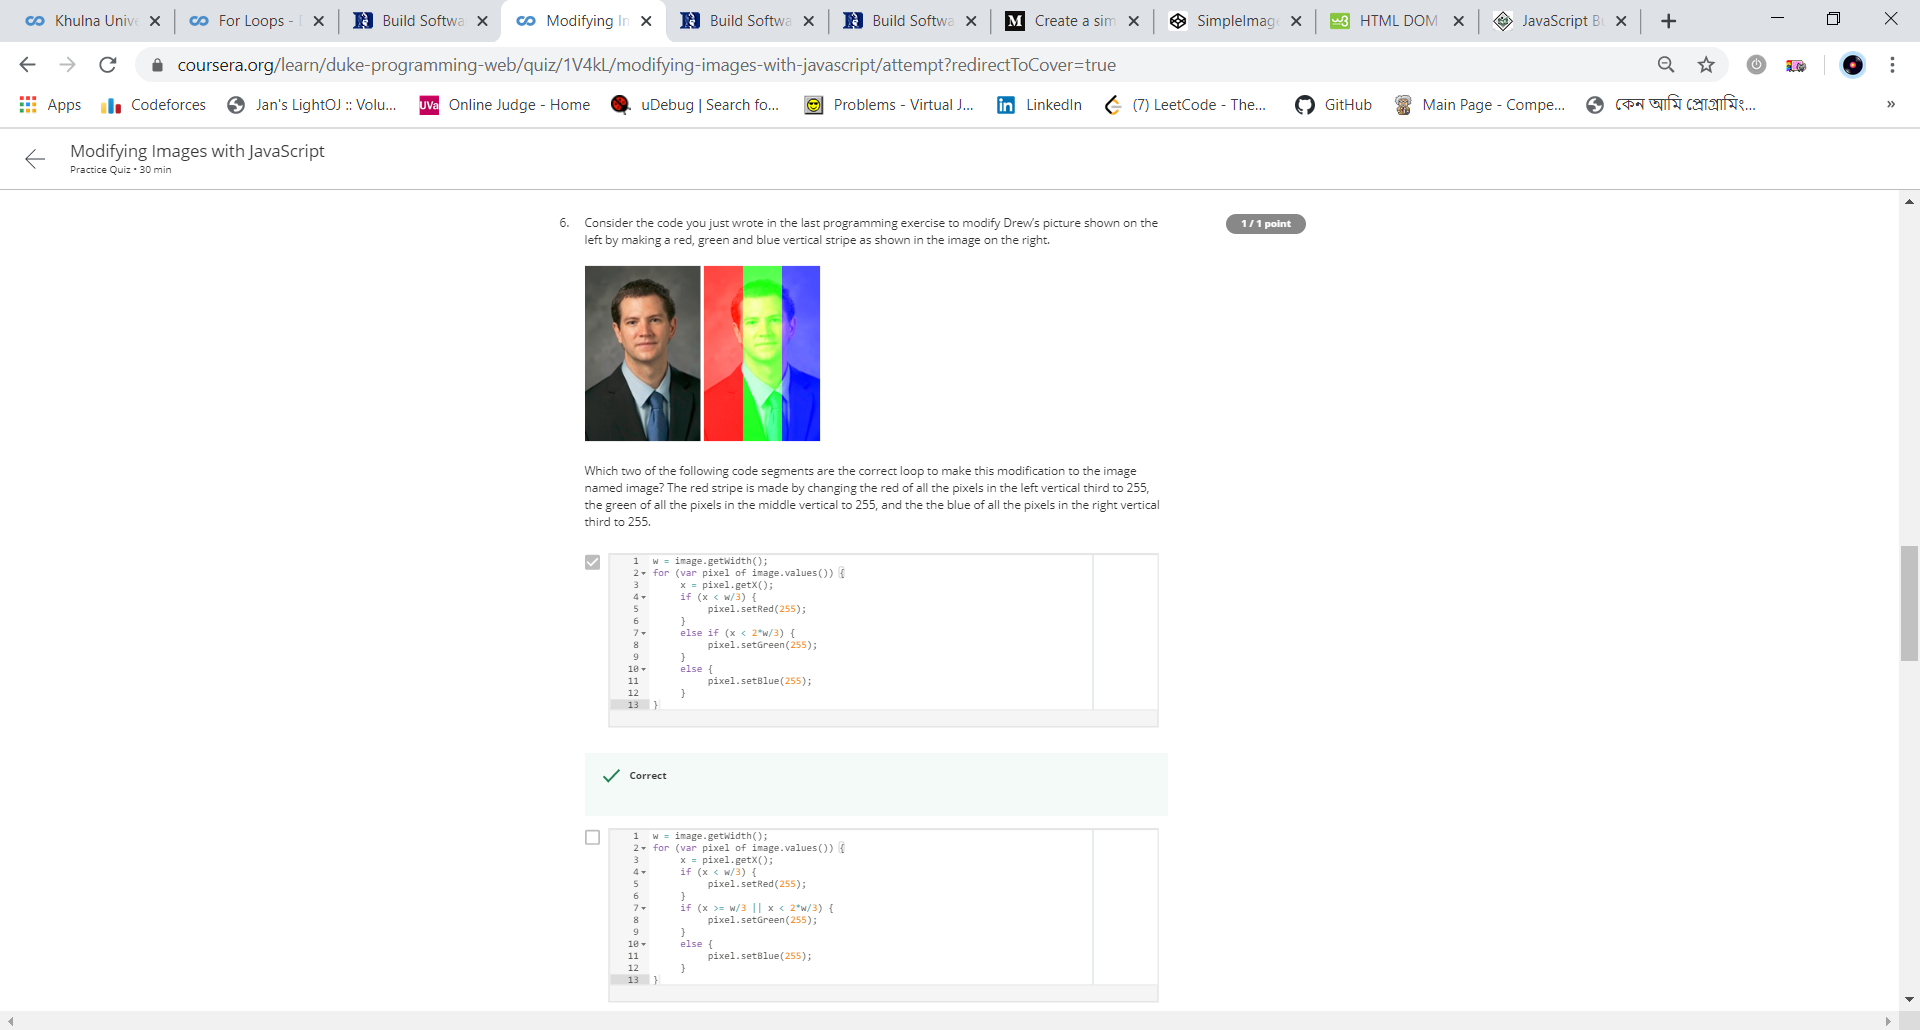 Khulna Unive
For Loops -
Build Softwa
Modifying In
Build Softwa
Build Softwa
Create a sim
SimpleImage
HTML DOM
JavaScript Bu
coursera.org/learn/duke-programming-web/quiz/1V4kL/modifying-images-with-javascript/attempt?redirectToCover=true
Apps
Codeforces
Jan's LightOJ :: Volu...
UVa Online Judge - Home
uDebug | Search fo...
Problems - Virtual J...
LinkedIn
(7) LeetCode - The...
GitHub
Main Page - Compe...
কেন আমি প্রোগ্রামিং...
»
Modifying Images with JavaScript
Practice Quiz • 30 min
6. Consider the code you just wrote in the last programming exercise to modify Drew's picture shown on the
left by making a red, green and blue vertical stripe as shown in the image on the right.
1 / 1 point
Which two of the following code segments are the correct loop to make this modification to the image
named image? The red stripe is made by changing the red of all the pixels in the left vertical third to 255,
the green of all the pixels in the middle vertical to 255, and the the blue of all the pixels in the right vertical
third to 255.
1 w = image.getWidth();
2 for (var pixel of image.values()) {
3 x = pixel.getX();
4 if (x < w/3) {
5 pixel.setRed(255);
6 }
7 else if (x < 2*w/3) {
8 pixel.setGreen(255);
9 }
10 else {
11 pixel.setBlue(255);
12 }
13 }
Correct
1 w = image.getWidth();
2 for (var pixel of image.values()) {
3 x = pixel.getX();
4 if (x < w/3) {
5 pixel.setRed(255);
6 }
7 if (x >= w/3 || x < 2*w/3) {
8 pixel.setGreen(255);
9 }
10 else {
11 pixel.setBlue(255);
12 }
13 }